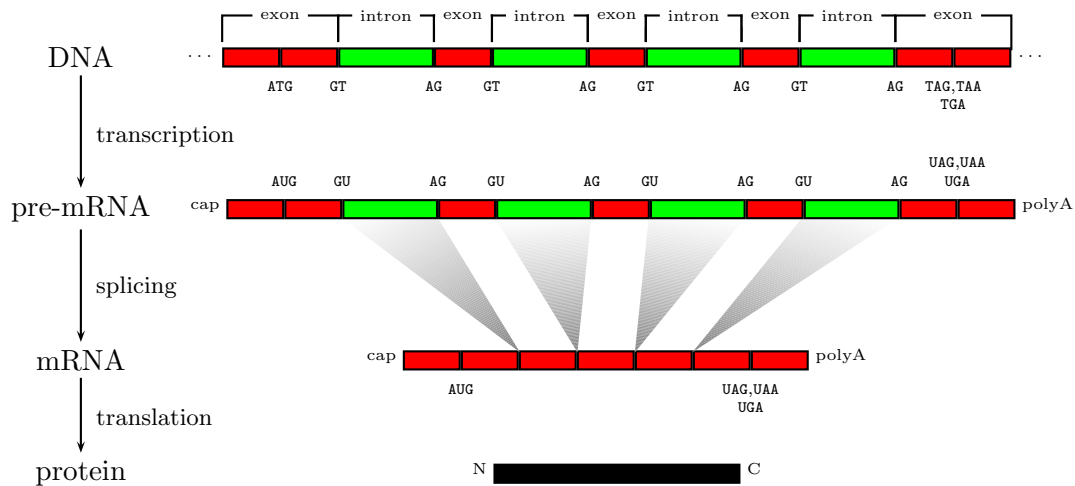 exon intron exon intron exon intron exon intron exon
DNA ... ...
ATG GT AG GT AG GT AG GT AG TAG,TAA
TGA
transcription
UAG,UAA
AUG GU AG GU AG GU AG GU AG UGA
pre-mRNA cap polyA
splicing
mRNA cap polyA
AUG UAG,UAA
UGA
translation
protein N C